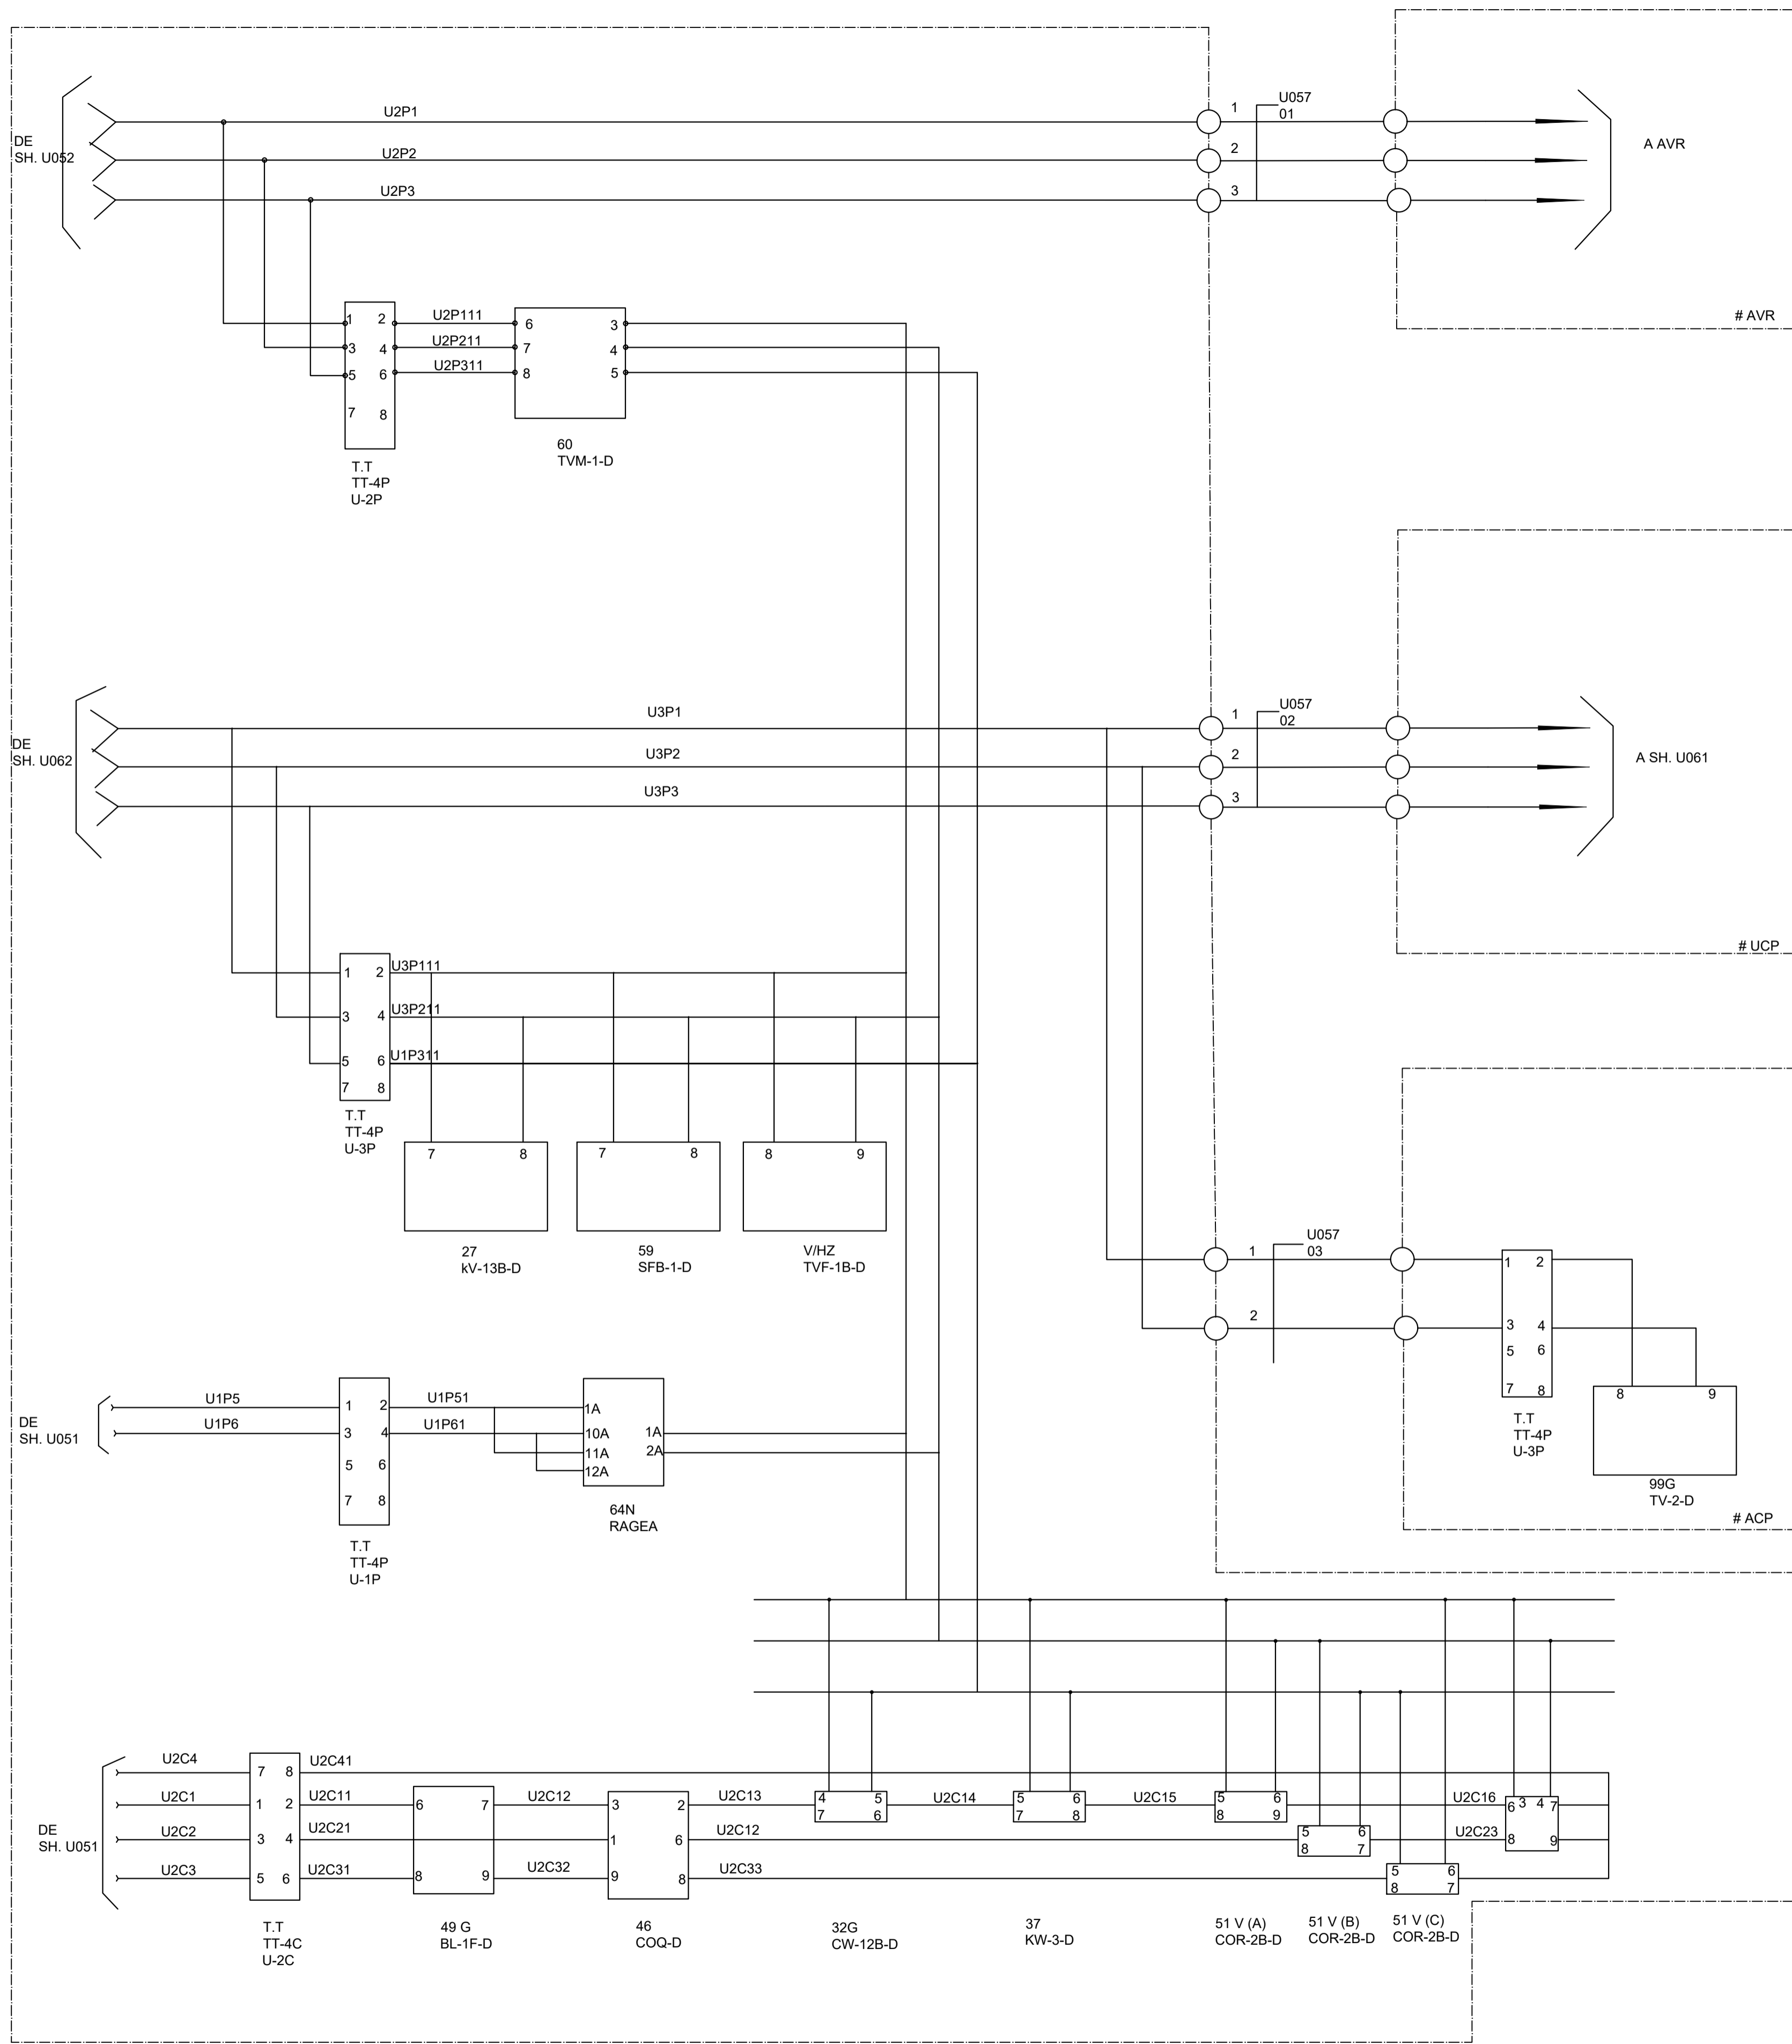 DE
SH. U052
U2P1
U2P2
U2P3
1
2
3
U057
01
A AVR
# AVR
1 2
3 4
5 6
7 8
T.T
TT-4P
U-2P
U2P111
U2P211
U2P311
6 3
7 4
8 5
60
TVM-1-D
DE
SH. U062
U3P1
U3P2
U3P3
1
2
3
U057
02
A SH. U061
# UCP
1 2
3 4
5 6
7 8
T.T
TT-4P
U-3P
U3P111
U3P211
U1P311
7 8
27
kV-13B-D
7 8
59
SFB-1-D
8 9
V/HZ
TVF-1B-D
1
2
U057
03
1 2
3 4
5 6
7 8
T.T
TT-4P
U-3P
8 9
99G
TV-2-D
# ACP
DE
SH. U051
U1P5
U1P6
1 2
3 4
5 6
7 8
T.T
TT-4P
U-1P
U1P51
U1P61
1A
10A
11A
12A
1A
2A
64N
RAGEA
DE
SH. U051
U2C4
U2C1
U2C2
U2C3
7 8
1 2
3 4
5 6
T.T
TT-4C
U-2C
U2C41
U2C11
U2C21
U2C31
6 7
8 9
49 G
BL-1F-D
U2C12
U2C32
3 2
1 6
9 8
46
COQ-D
U2C13
U2C12
U2C33
4 5
7 6
32G
CW-12B-D
U2C14
5 6
7 8
37
KW-3-D
U2C15
5 6
8 9
51 V (A)
COR-2B-D
5 6
8 7
51 V (B)
COR-2B-D
5 6
8 7
51 V (C)
COR-2B-D
U2C16
U2C23
6 3 4 7
8 9